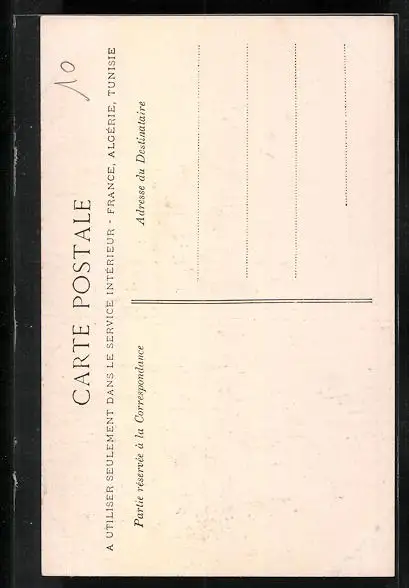 10
CARTE POSTALE
A UTILISER SEULEMENT DANS LE SERVICE INTÉRIEUR - FRANCE, ALGÉRIE, TUNISIE
Partie réservée à la Correspondance
Adresse du Destinataire